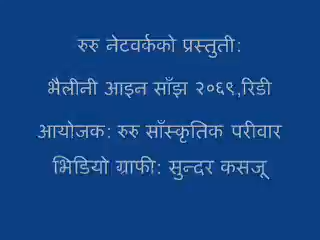 रुरु नेटवर्कको प्रस्तुती:
भैलीनी आइन साँझ २०६९,रिडी
आयोजक: रुरु साँस्कृतिक परीवार
भिडियो ग्राफी: सुन्दर कसजू